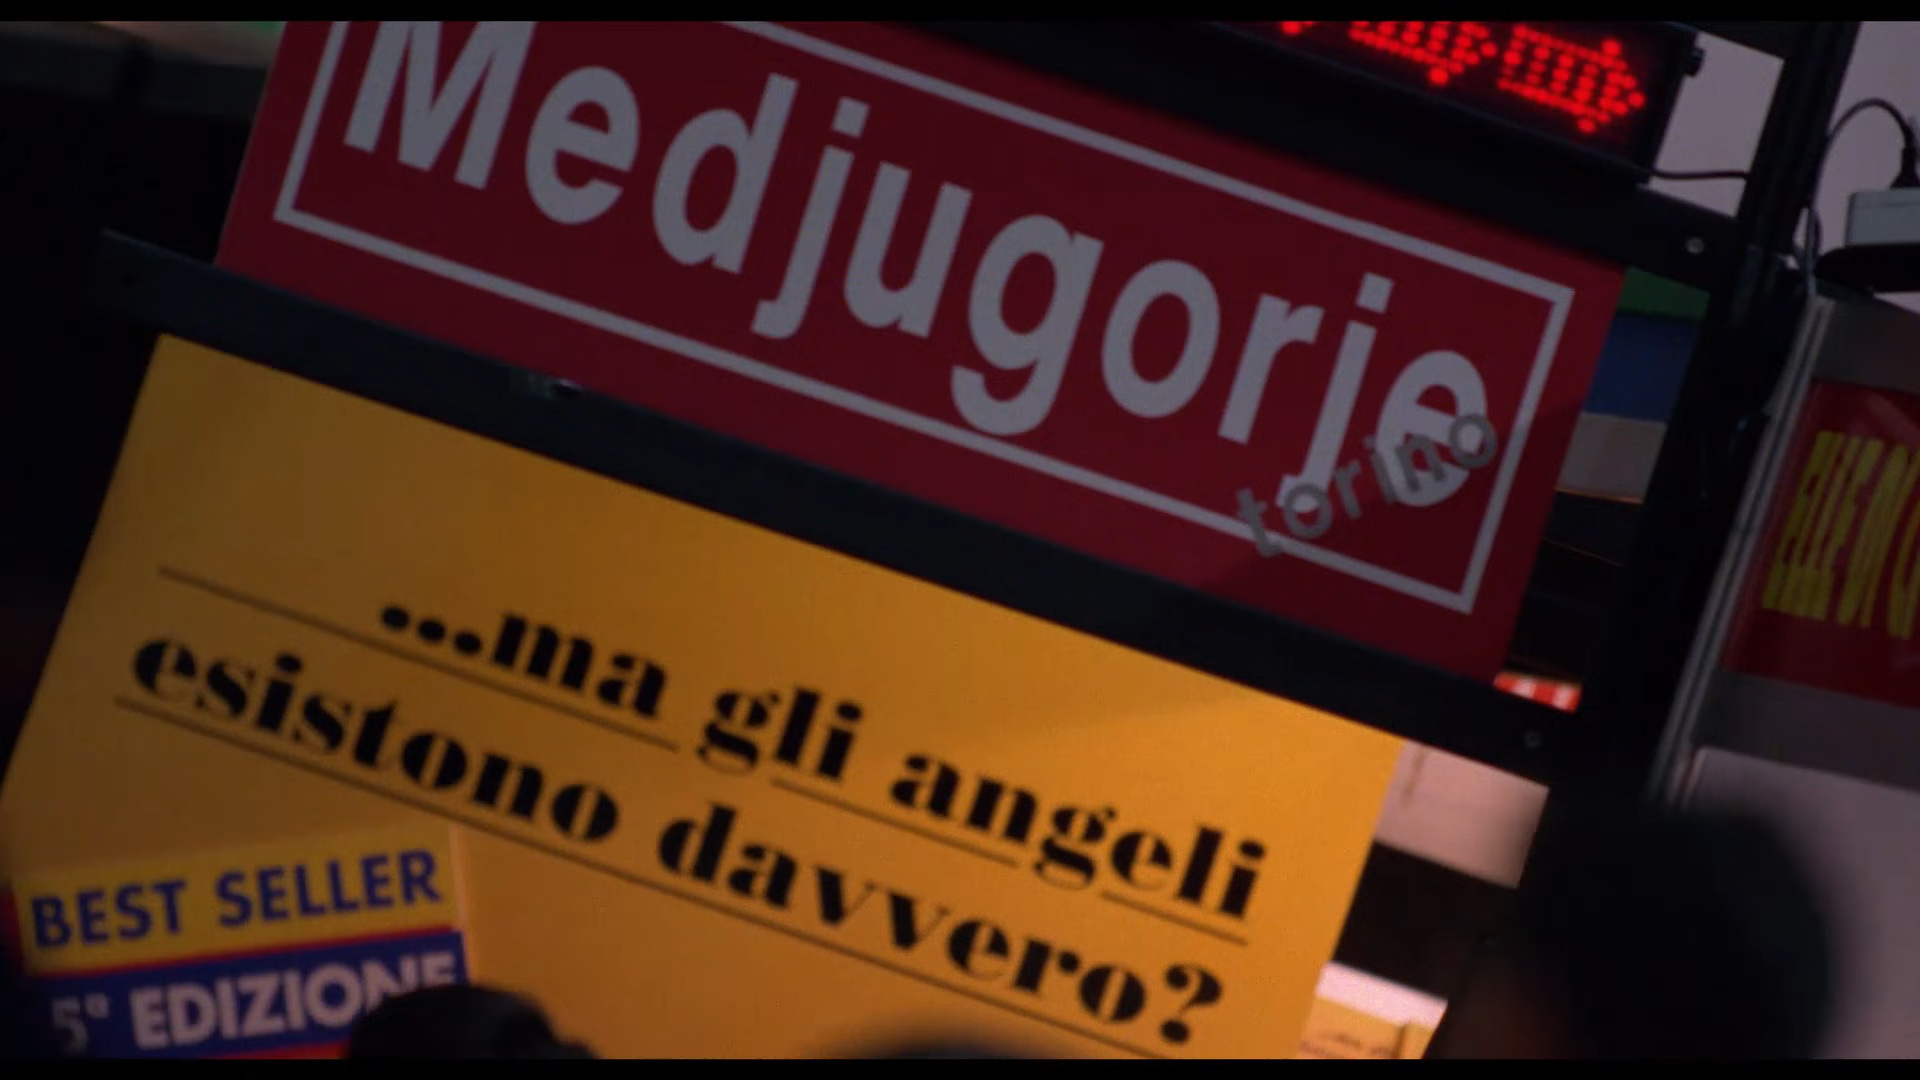 Medjugorje
torino
...ma gli angeli
esistono davvero?
BEST SELLER
5ª EDIZIONE